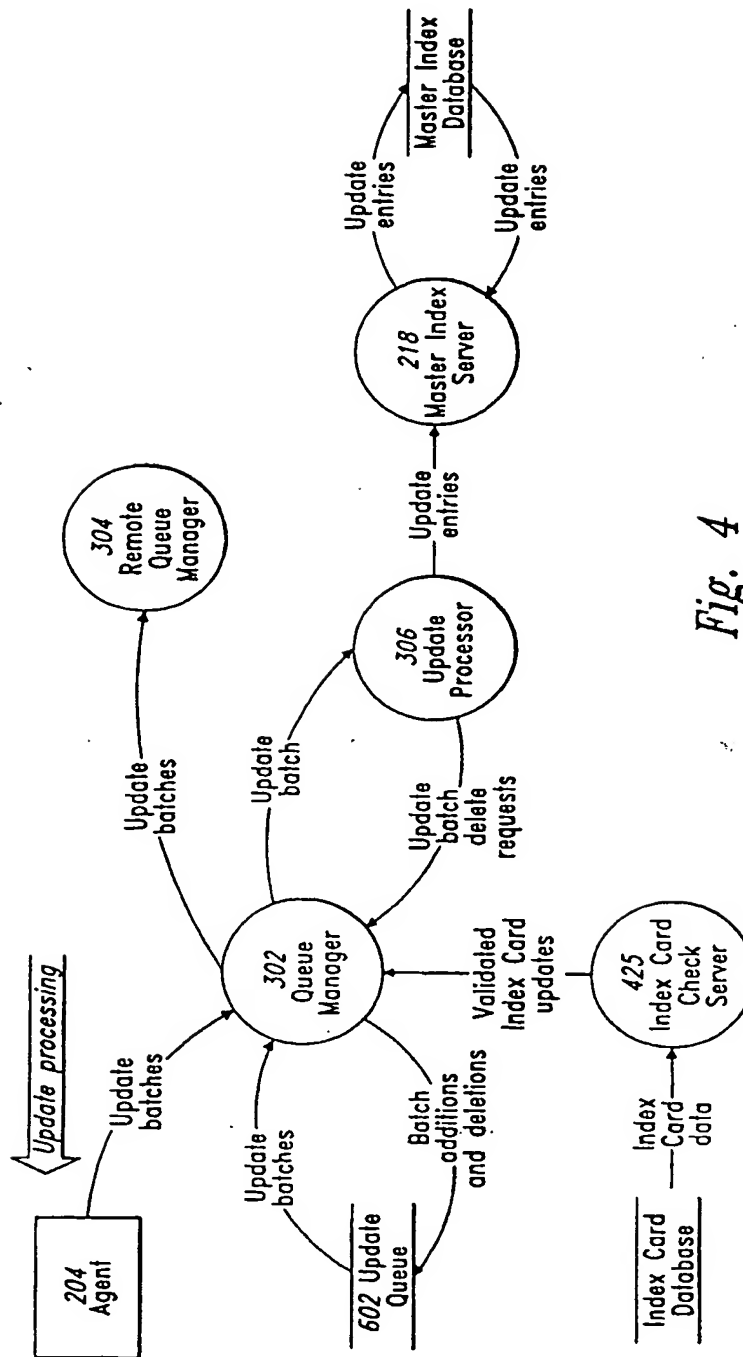 Update processing
204
Agent
Update
batches
Update
batches
304
Remote
Queue
Manager
302
Queue
Manager
Update
batch
Update
batch
delete
requests
306
Update
Processor
Update
entries
218
Master Index
Server
Update
entries
Update
entries
Master Index
Database
Update
batches
Batch
additions
and deletions
602 Update
Queue
Validated
Index Card
updates
425
Index Card
Check
Server
Index
Card
data
Index Card
Database
Fig. 4